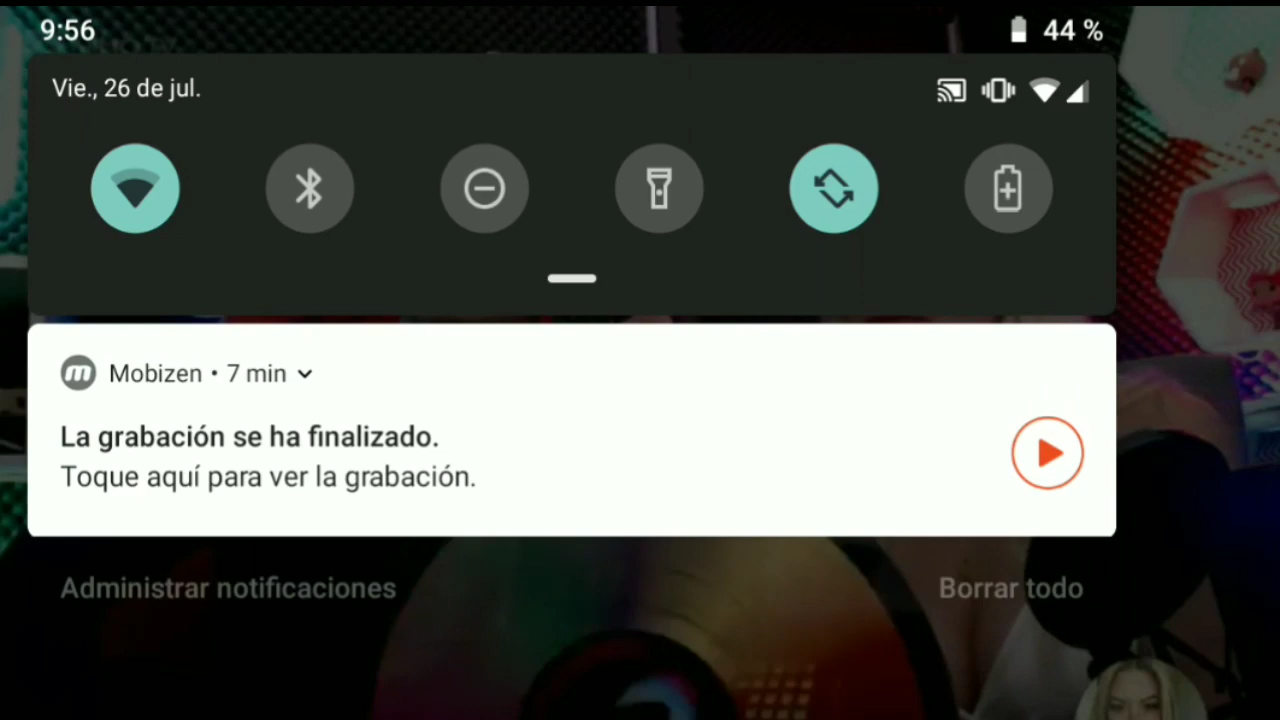 9:56
44 %
Vie., 26 de jul.
Mobizen • 7 min
La grabación se ha finalizado.
Toque aquí para ver la grabación.
Administrar notificaciones
Borrar todo